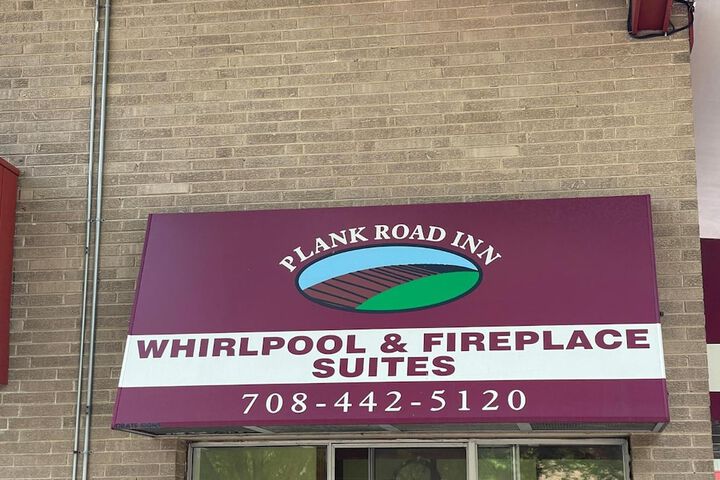 PLANK ROAD INN
WHIRLPOOL & FIREPLACE
SUITES
708-442-5120